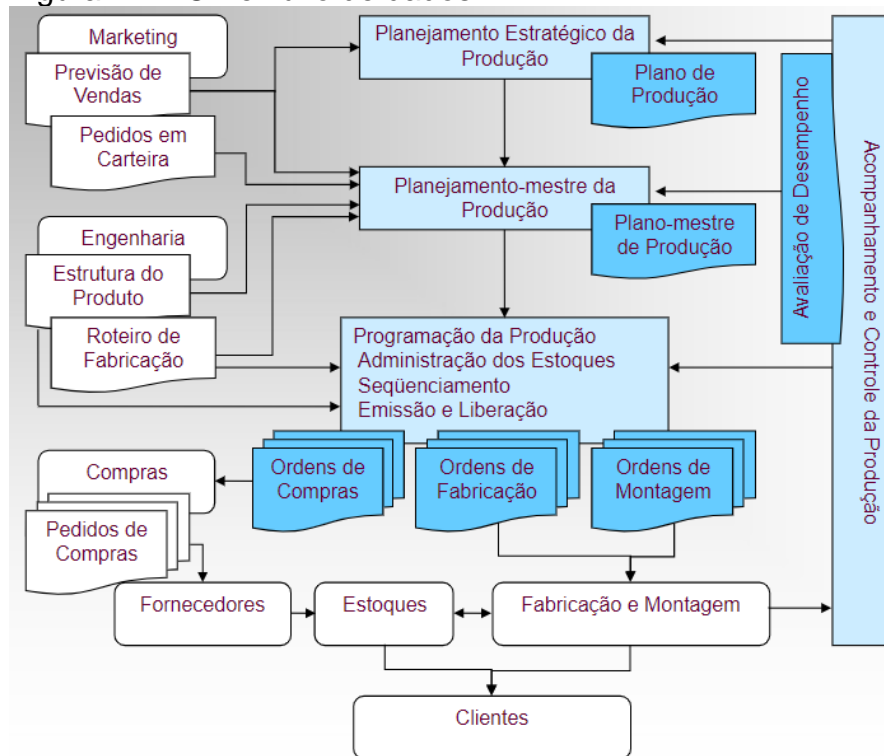 Marketing
Previsão de
Vendas
Pedidos em
Carteira
Planejamento Estratégico da
Produção
Plano de
Produção
Planejamento-mestre da
Produção
Plano-mestre
de Produção
Engenharia
Estrutura do
Produto
Roteiro de
Fabricação
Programação da Produção
Administração dos Estoques
Seqüenciamento
Emissão e Liberação
Avaliação de Desempenho
Acompanhamento e Controle da Produção
Compras
Pedidos de
Compras
Ordens de
Compras
Ordens de
Fabricação
Ordens de
Montagem
Fornecedores
Estoques
Fabricação e Montagem
Clientes